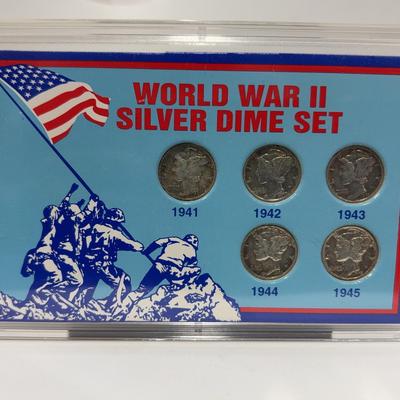 WORLD WAR II
SILVER DIME SET
1941 1942 1943
1944 1945